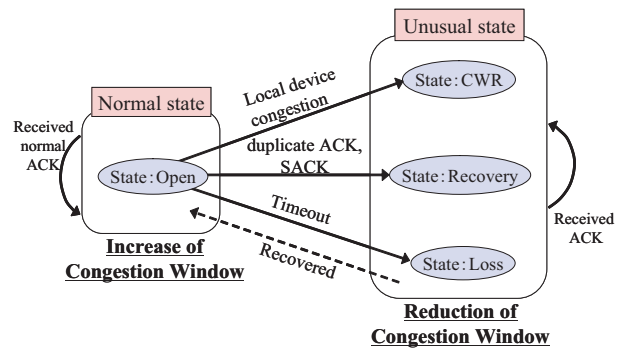 Unusual state
Normal state
Local device
congestion
State:CWR
Received
normal
ACK
duplicate ACK,
SACK
State:Open
State:Recovery
Timeout
Received
ACK
Recovered
Increase of
Congestion Window
State:Loss
Reduction of
Congestion Window